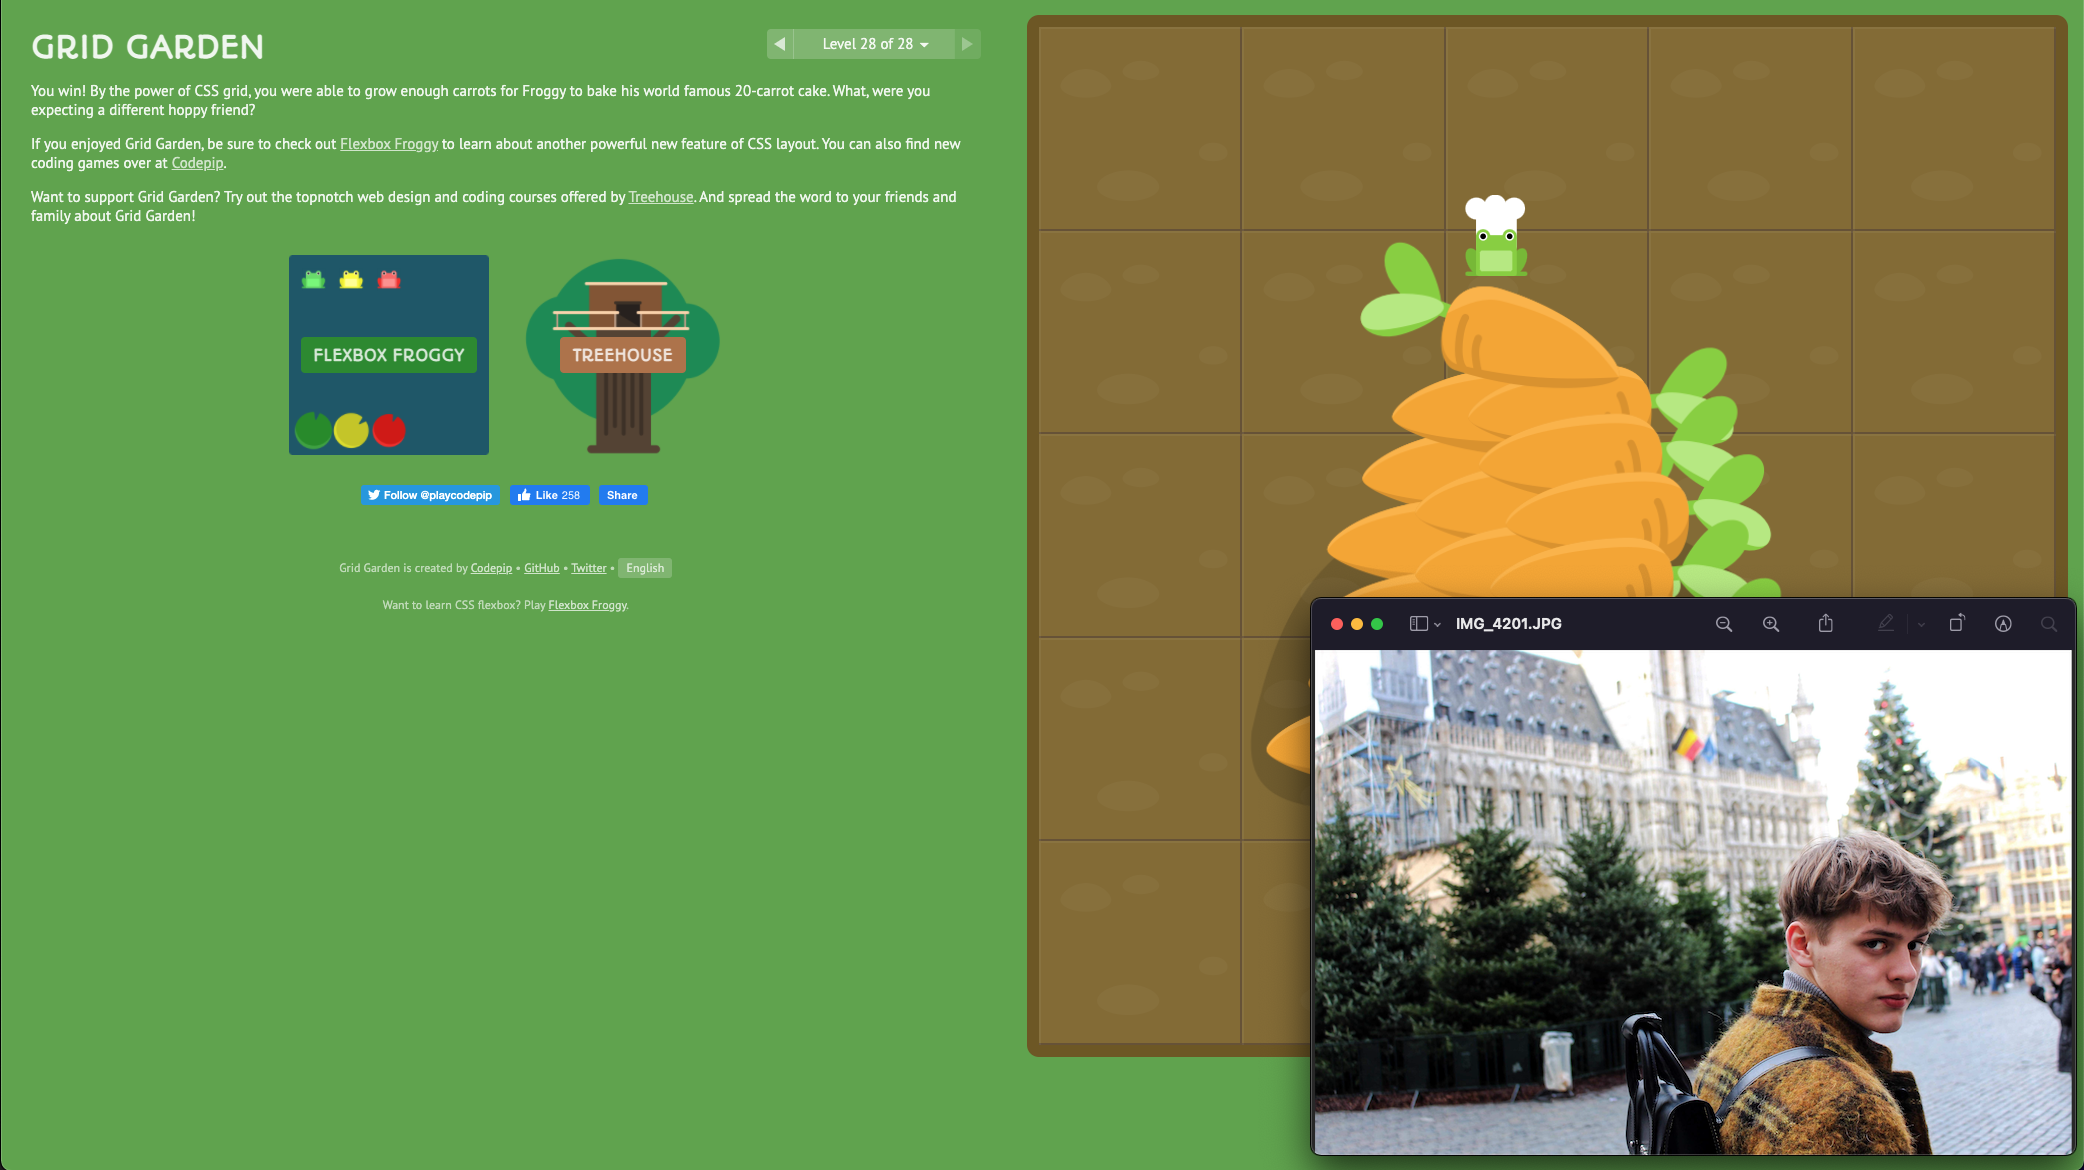 GRID GARDEN
Level 28 of 28
You win! By the power of CSS grid, you were able to grow enough carrots for Froggy to bake his world famous 20-carrot cake. What, were you
expecting a different hoppy friend?
If you enjoyed Grid Garden, be sure to check out Flexbox Froggy to learn about another powerful new feature of CSS layout. You can also find new
coding games over at Codepip.
Want to support Grid Garden? Try out the topnotch web design and coding courses offered by Treehouse. And spread the word to your friends and
family about Grid Garden!
FLEXBOX FROGGY
TREEHOUSE
Follow @playcodepip
Like 258
Share
Grid Garden is created by Codepip • GitHub • Twitter • English
Want to learn CSS flexbox? Play Flexbox Froggy.
IMG_4201.JPG